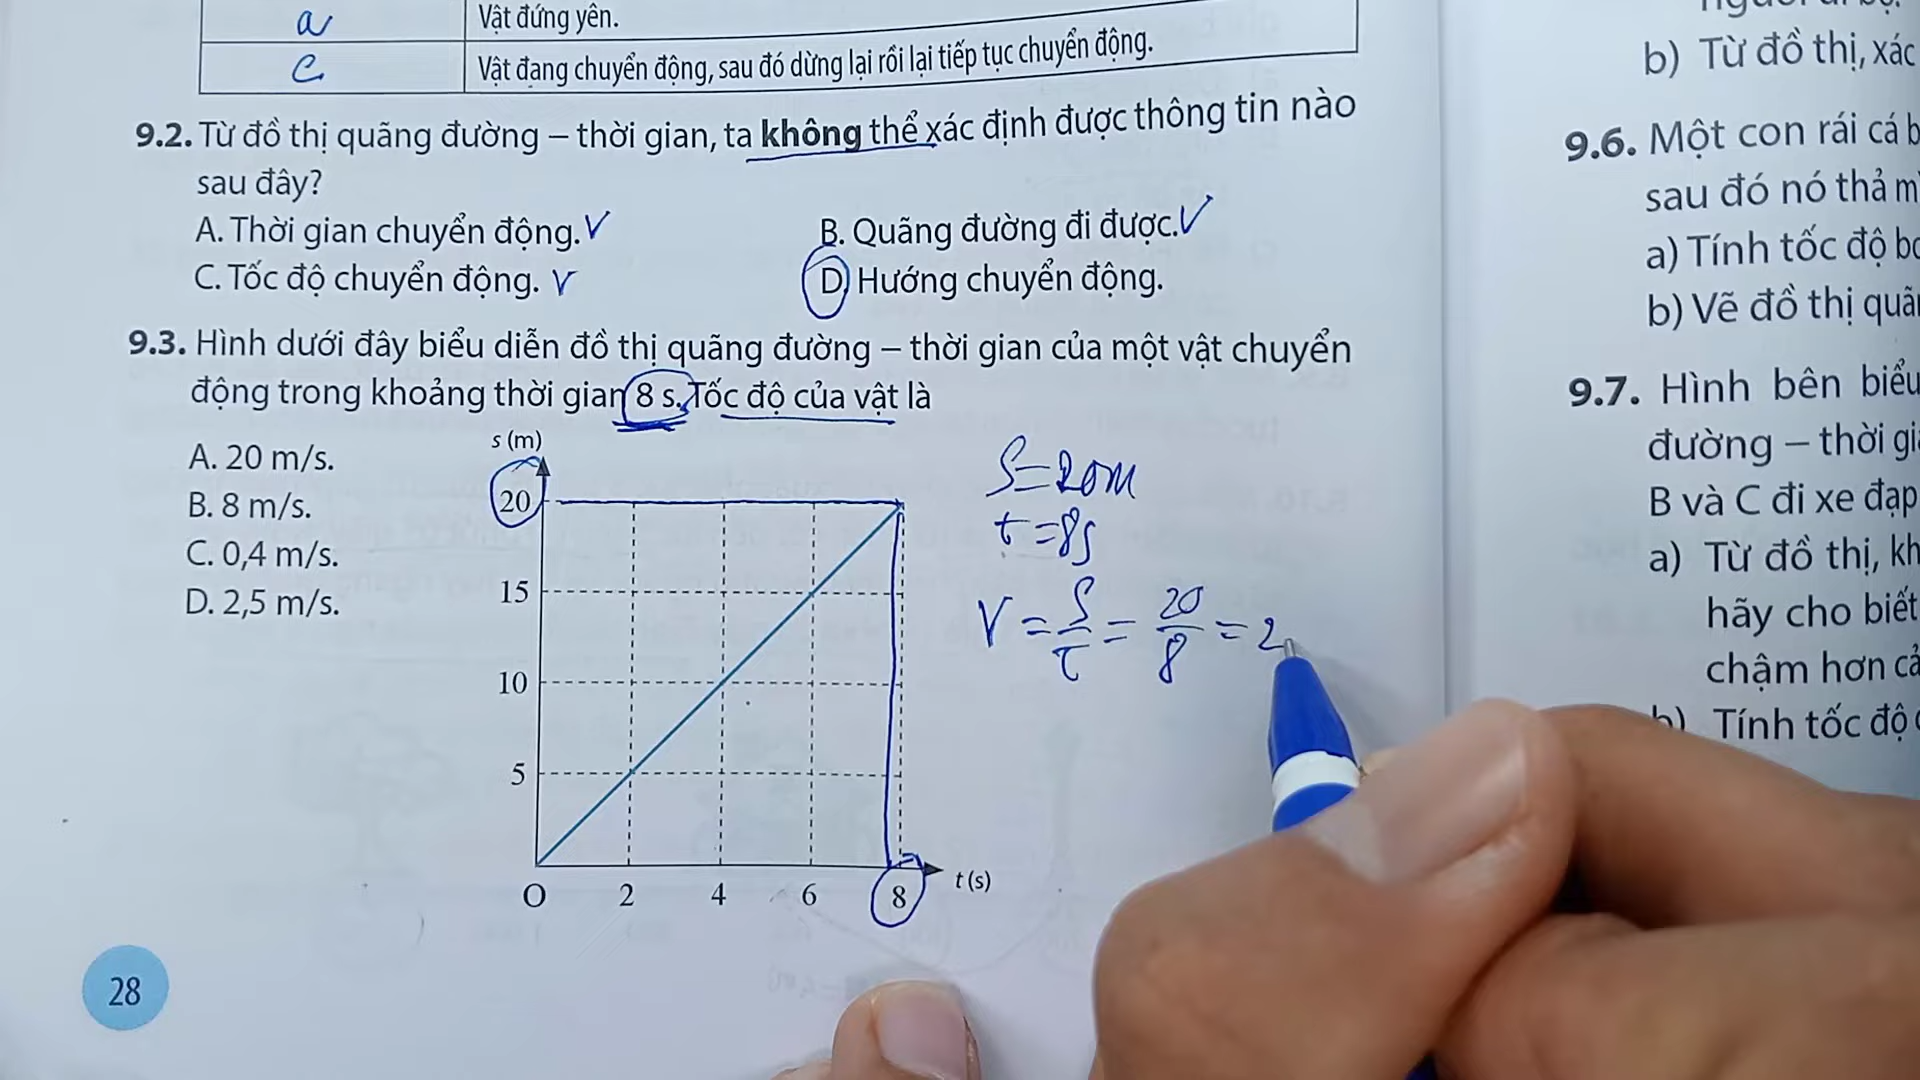 a Vật đứng yên.
c Vật đang chuyển động, sau đó dừng lại rồi lại tiếp tục chuyển động.
9.2. Từ đồ thị quãng đường – thời gian, ta không thể xác định được thông tin nào
sau đây?
A. Thời gian chuyển động. V B. Quãng đường đi được. V
C. Tốc độ chuyển động. V D. Hướng chuyển động.
9.3. Hình dưới đây biểu diễn đồ thị quãng đường – thời gian của một vật chuyển
động trong khoảng thời gian 8 s. Tốc độ của vật là
A. 20 m/s.
B. 8 m/s.
C. 0,4 m/s.
D. 2,5 m/s.
s (m)
20
15
10
5
O 2 4 6 8 t (s)
S = 20m
t = 8s
V = S/t = 20/8 = 2
28
b) Từ đồ thị, xác
9.6. Một con rái cá b
sau đó nó thả m
a) Tính tốc độ bơ
b) Vẽ đồ thị quã
9.7. Hình bên biểu
đường – thời gi
B và C đi xe đạp
a) Từ đồ thị, kh
hãy cho biết
chậm hơn cả
b) Tính tốc độ